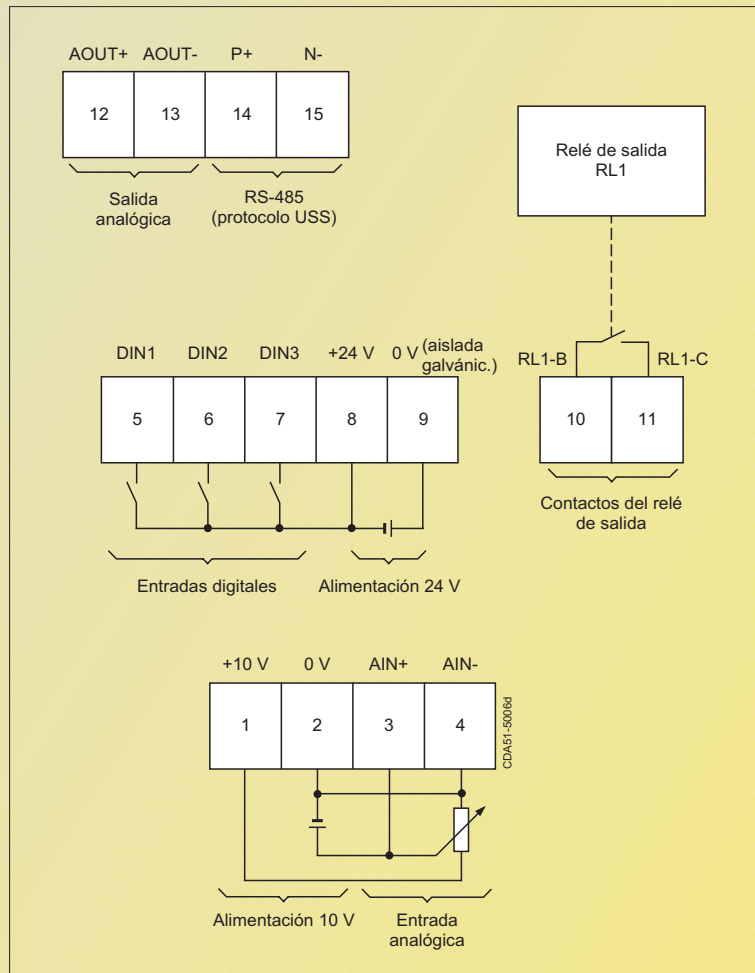 AOUT+ AOUT- P+ N-
12 13 14 15
Salida
analógica
RS-485
(protocolo USS)
Relé de salida
RL1
RL1-B RL1-C
10 11
Contactos del relé
de salida
DIN1 DIN2 DIN3 +24 V 0 V (aislada
galvánic.)
5 6 7 8 9
Entradas digitales Alimentación 24 V
+10 V 0 V AIN+ AIN-
1 2 3 4
CDA51-5006d
Alimentación 10 V
Entrada
analógica